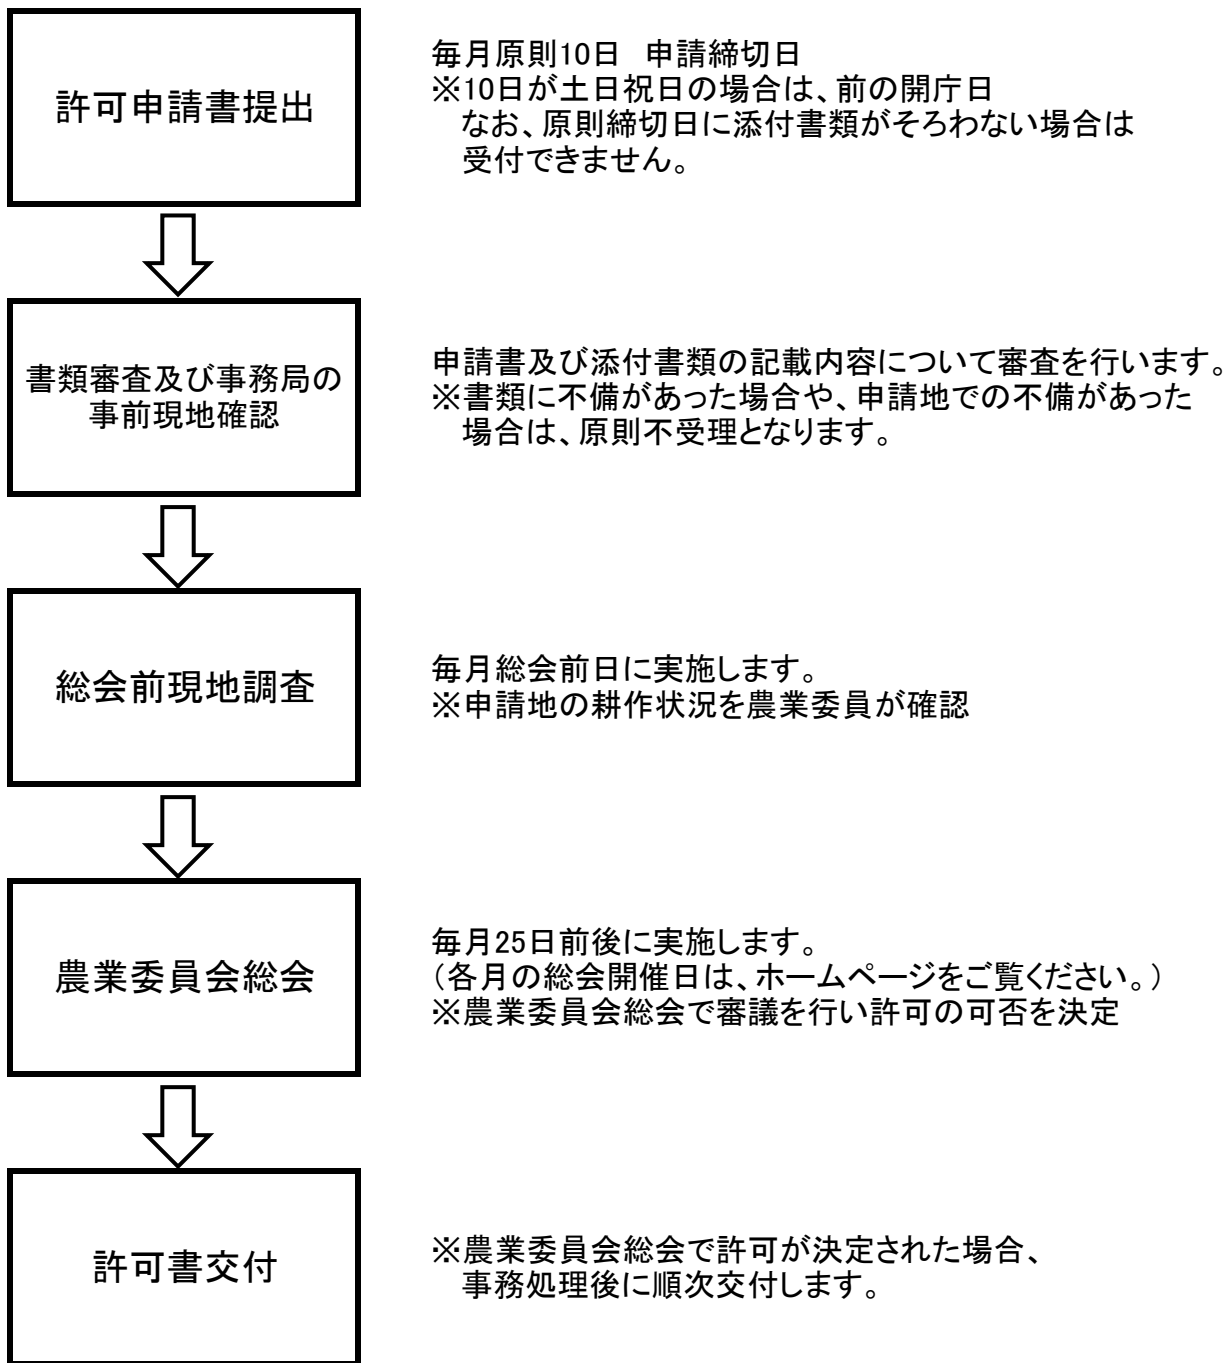 許可申請書提出
毎月原則10日　申請締切日
※10日が土日祝日の場合は、前の開庁日
なお、原則締切日に添付書類がそろわない場合は
受付できません。
書類審査及び事務局の
事前現地確認
申請書及び添付書類の記載内容について審査を行います。
※書類に不備があった場合や、申請地での不備があった
場合は、原則不受理となります。
総会前現地調査
毎月総会前日に実施します。
※申請地の耕作状況を農業委員が確認
農業委員会総会
毎月25日前後に実施します。
（各月の総会開催日は、ホームページをご覧ください。）
※農業委員会総会で審議を行い許可の可否を決定
許可書交付
※農業委員会総会で許可が決定された場合、
事務処理後に順次交付します。